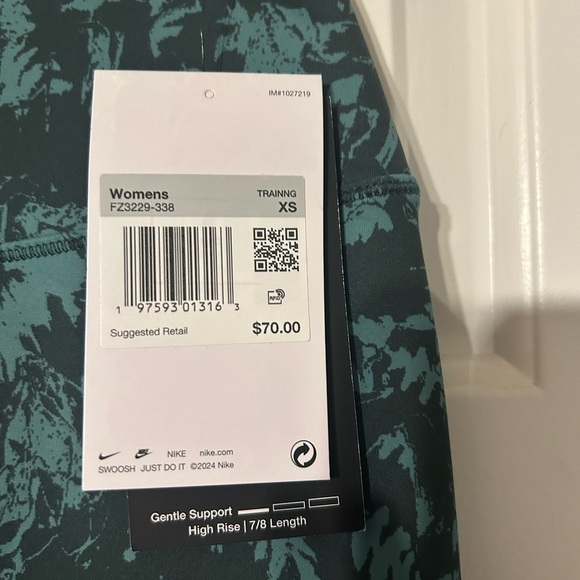 IM#1027219
Womens TRAINNG
FZ3229-338 XS
1 97593 01316 3
RFID
Suggested Retail $70.00
NIKE nike.com
SWOOSH JUST DO IT ©2024 Nike
Gentle Support
High Rise | 7/8 Length